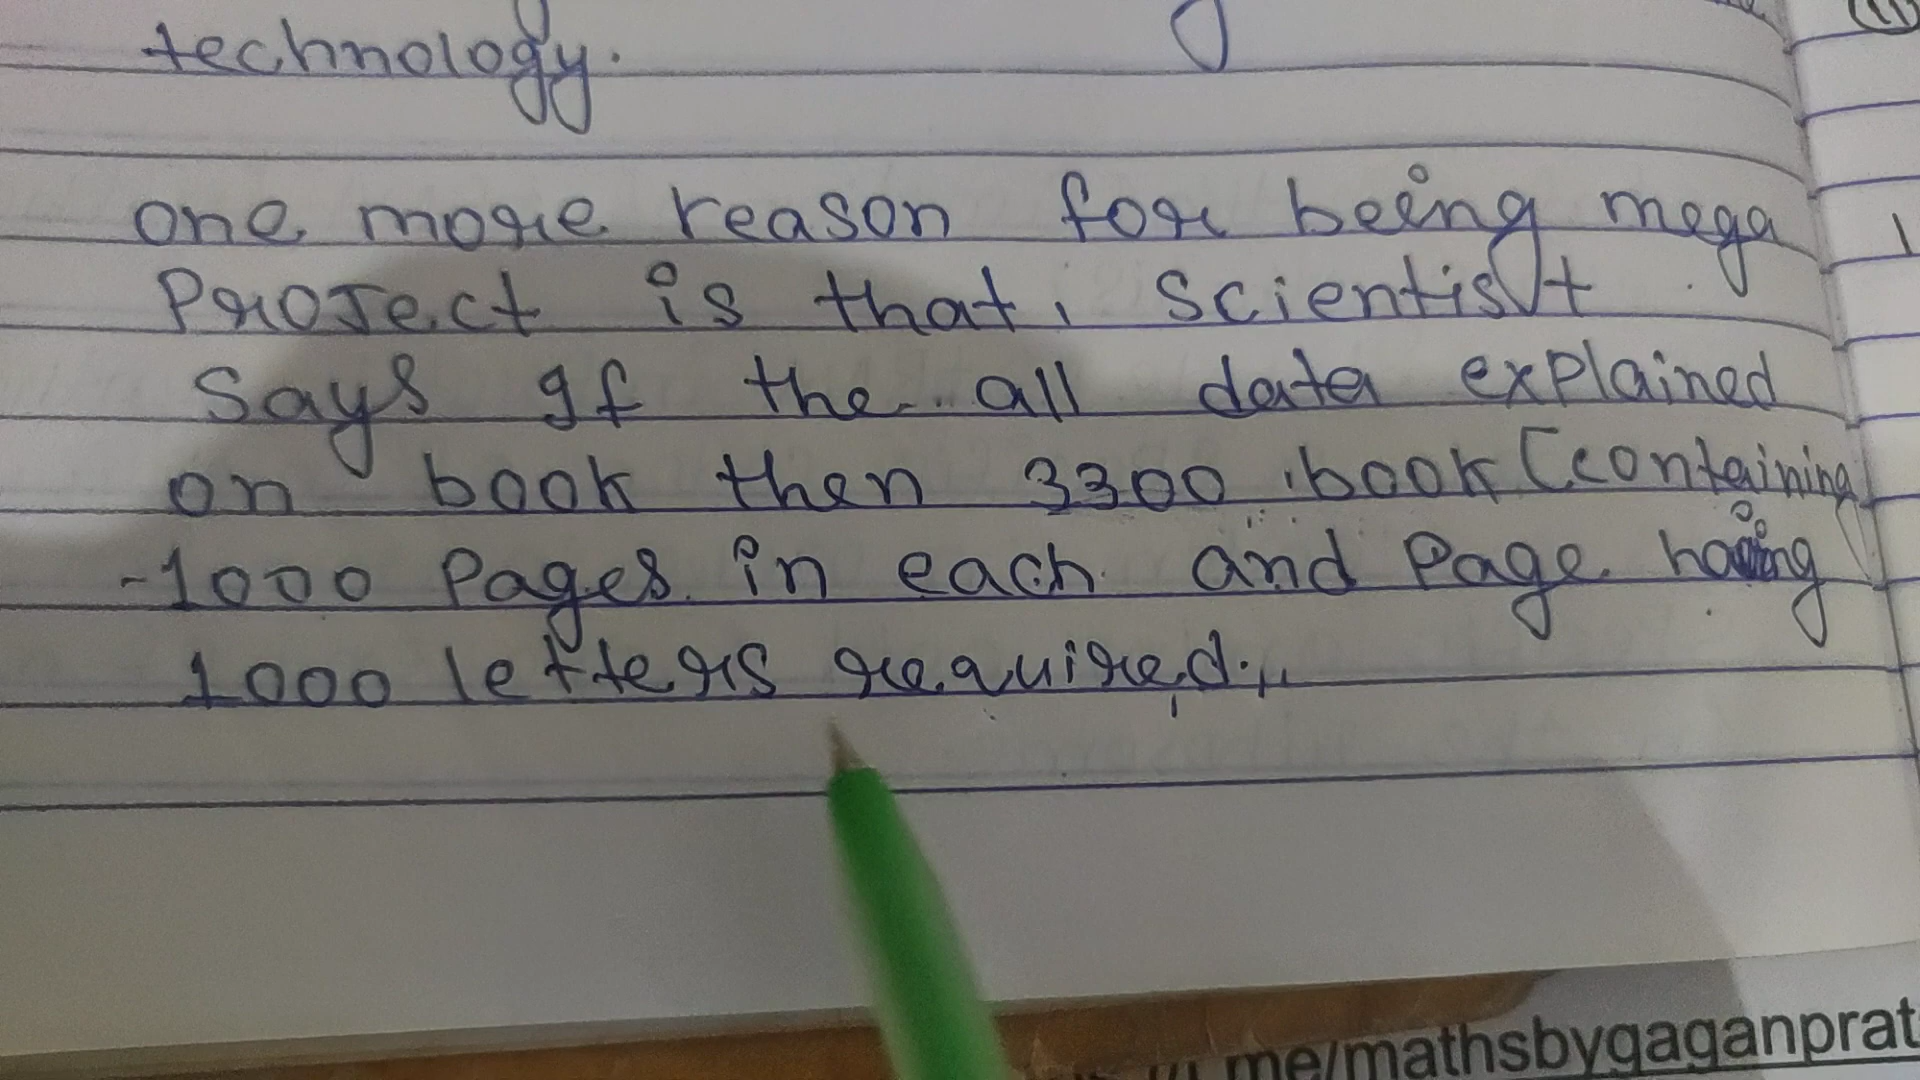 technology.
one more reason for being mega
Project is that, Scientist
Says If the all data explained
on book then 3300 book [containing
-1000 Pages in each and Page having
1000 letters required.,,
me/mathsbygaganprat